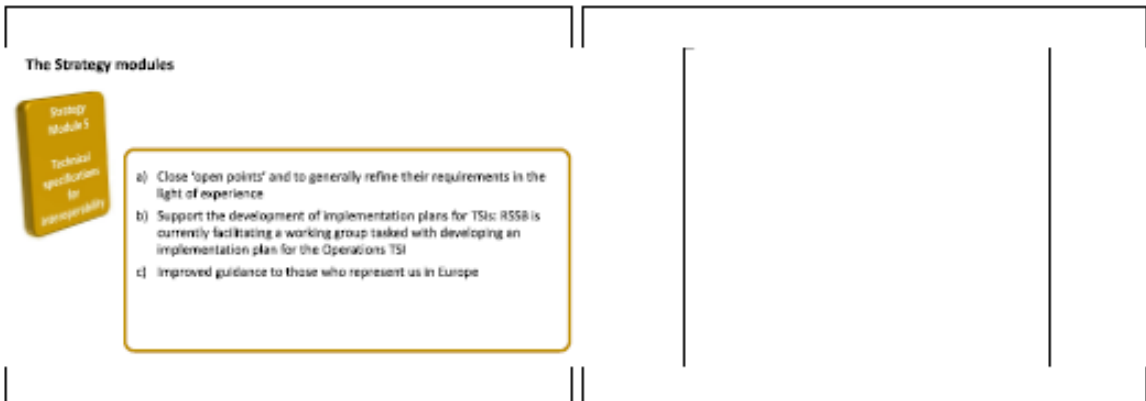 The Strategy modules
Strategy
Module 5
Technical
specifications
for
interoperability
a) Close 'open points' and to generally refine their requirements in the
light of experience
b) Support the development of implementation plans for TSIs: RSSB is
currently facilitating a working group tasked with developing an
implementation plan for the Operations TSI
c) Improved guidance to those who represent us in Europe